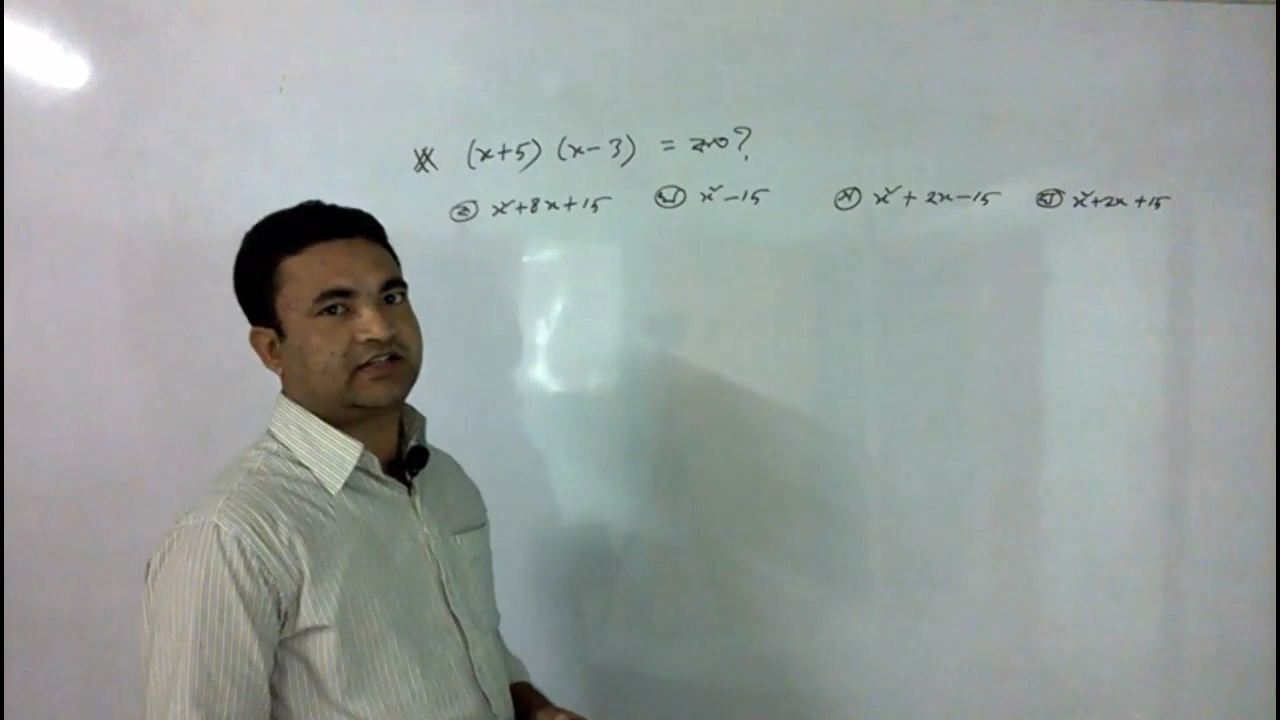 ※ (x+5) (x-3) = কত?
ক x²+8x+15 খ x²-15 গ x²+2x-15 ঘ x²+2x+15